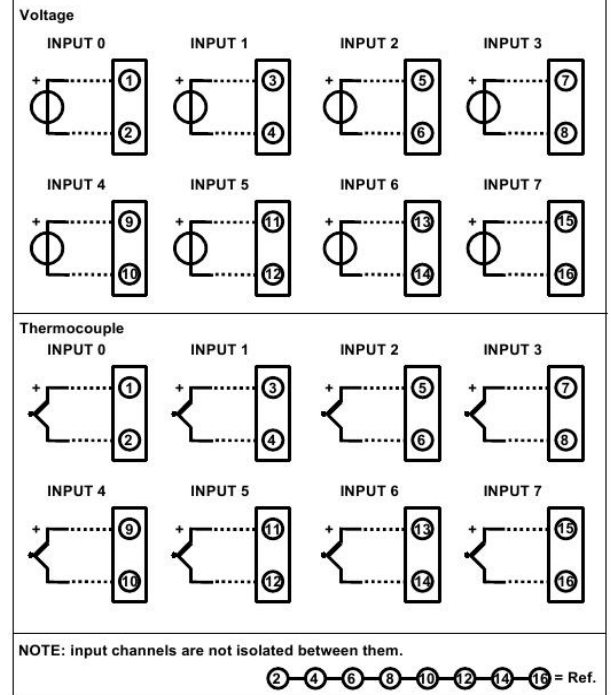 Voltage
INPUT 0 INPUT 1 INPUT 2 INPUT 3
+ 1 + 3 + 5 + 7
2 4 6 8
INPUT 4 INPUT 5 INPUT 6 INPUT 7
+ 9 + 11 + 13 + 15
10 12 14 16
Thermocouple
INPUT 0 INPUT 1 INPUT 2 INPUT 3
+ 1 + 3 + 5 + 7
2 4 6 8
INPUT 4 INPUT 5 INPUT 6 INPUT 7
+ 9 + 11 + 13 + 15
10 12 14 16
NOTE: input channels are not isolated between them.
2 4 6 8 10 12 14 16 = Ref.